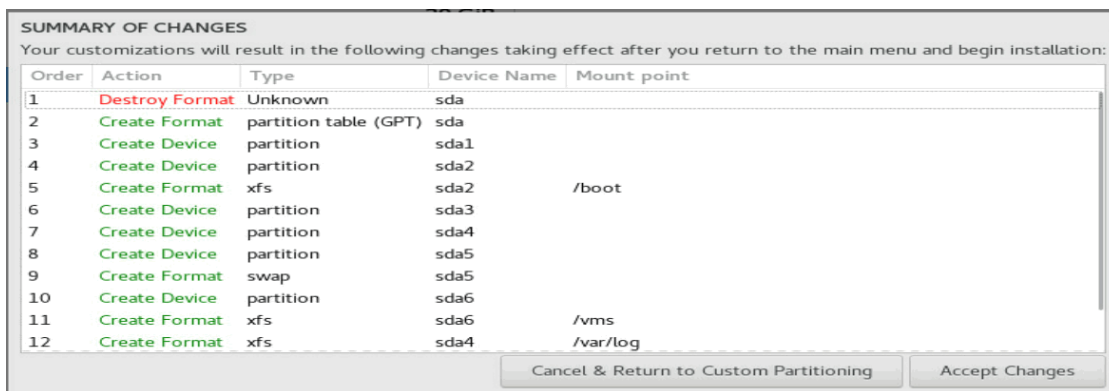 SUMMARY OF CHANGES
Your customizations will result in the following changes taking effect after you return to the main menu and begin installation:
Order Action Type Device Name Mount point
1 Destroy Format Unknown sda
2 Create Format partition table (GPT) sda
3 Create Device partition sda1
4 Create Device partition sda2
5 Create Format xfs sda2 /boot
6 Create Device partition sda3
7 Create Device partition sda4
8 Create Device partition sda5
9 Create Format swap sda5
10 Create Device partition sda6
11 Create Format xfs sda6 /vms
12 Create Format xfs sda4 /var/log
Cancel & Return to Custom Partitioning Accept Changes